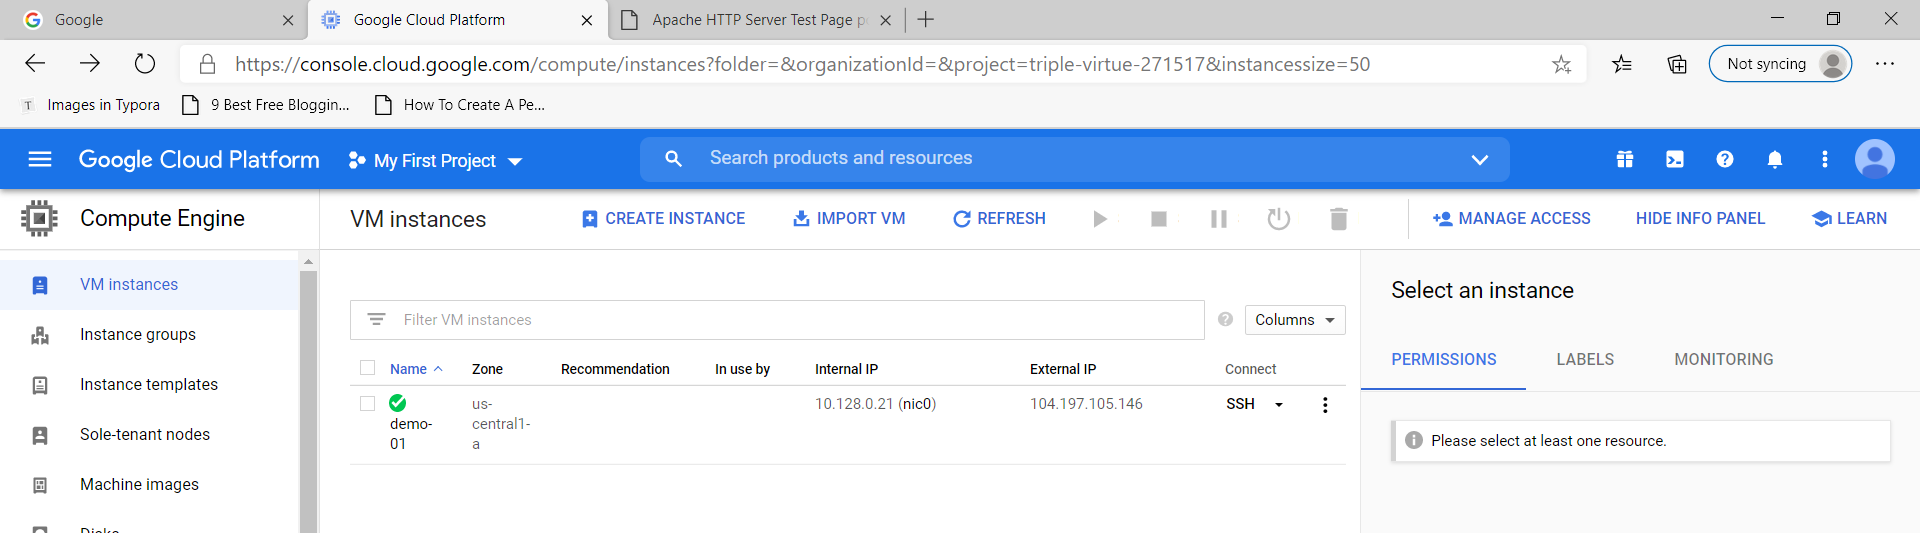 Google
Google Cloud Platform
Apache HTTP Server Test Page p
https://console.cloud.google.com/compute/instances?folder=&organizationId=&project=triple-virtue-271517&instancessize=50
Not syncing
T Images in Typora
9 Best Free Bloggin...
How To Create A Pe...
Google Cloud Platform
My First Project
Search products and resources
Compute Engine
VM instances
CREATE INSTANCE
IMPORT VM
REFRESH
MANAGE ACCESS
HIDE INFO PANEL
LEARN
VM instances
Instance groups
Instance templates
Sole-tenant nodes
Machine images
Disks
Filter VM instances
Columns
Name Zone Recommendation In use by Internal IP External IP Connect
demo-
01
us-
central1-
a
10.128.0.21 (nic0)
104.197.105.146
SSH
Select an instance
PERMISSIONS LABELS MONITORING
Please select at least one resource.